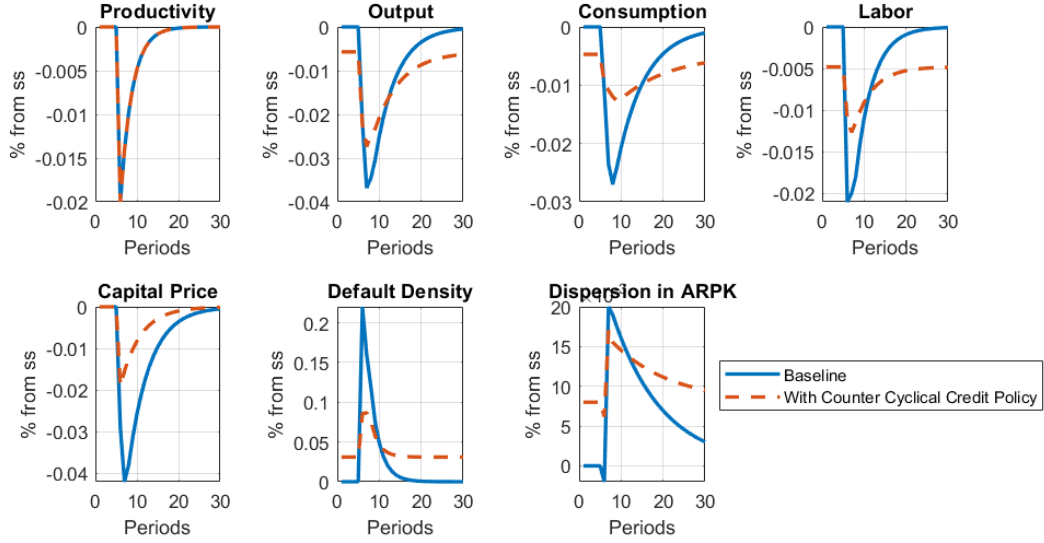 Productivity
Output
Consumption
Labor
0
-0.005
-0.01
-0.015
-0.02
% from ss
0
10
20
30
Periods
0
-0.01
-0.02
-0.03
-0.04
% from ss
0
10
20
30
Periods
0
-0.01
-0.02
-0.03
% from ss
0
10
20
30
Periods
0
-0.005
-0.01
-0.015
-0.02
% from ss
0
10
20
30
Periods
Capital Price
Default Density
Dispersion in ARPK
0
-0.01
-0.02
-0.03
-0.04
% from ss
0
10
20
30
Periods
0.2
0.15
0.1
0.05
0
% from ss
0
10
20
30
Periods
20
15
10
5
0
% from ss
0
10
20
30
Periods
Baseline
With Counter Cyclical Credit Policy